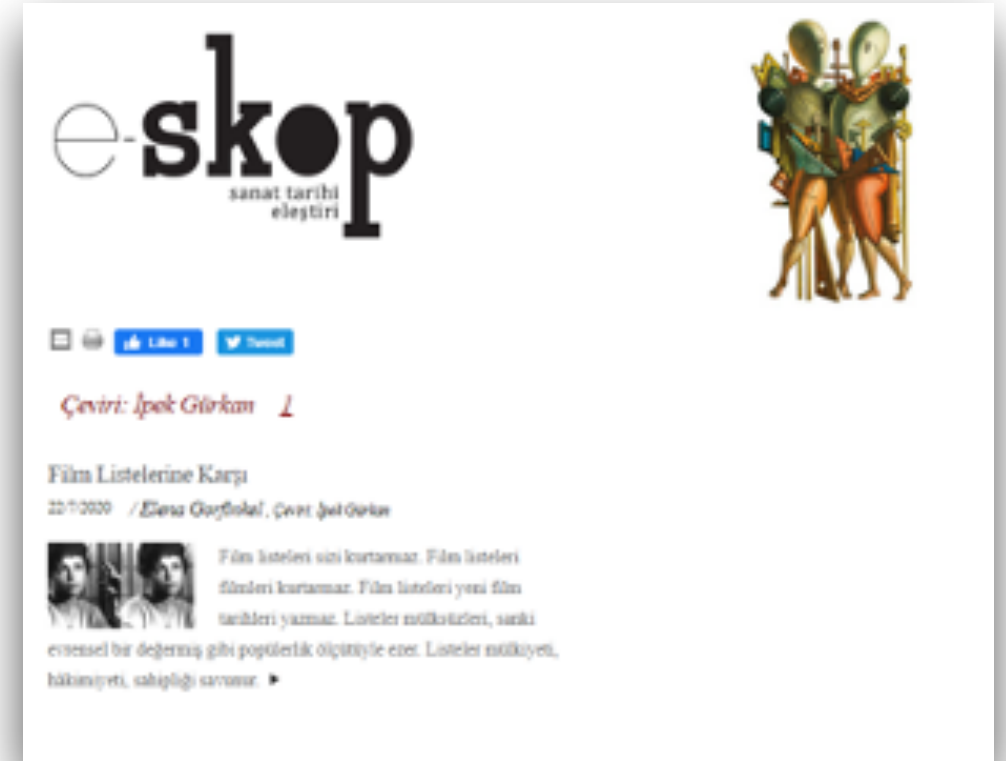 e-skop
sanat tarihi
eleştiri
Like 1
Tweet
Çeviri: İpek Gürkan 1
Film Listelerine Karşı
22/7/2020 / Elena Gorfinkel, Çeviri: İpek Gürkan
Film listeleri sizi kurtarmaz. Film listeleri
filmleri kurtarmaz. Film listeleri yeni film
tarihleri yazmaz. Listeler mülksüzleri, sanki
evrensel bir değermiş gibi popülerlik ölçütüyle ezer. Listeler mülkiyeti,
hâkimiyeti, sahipliği savunur.